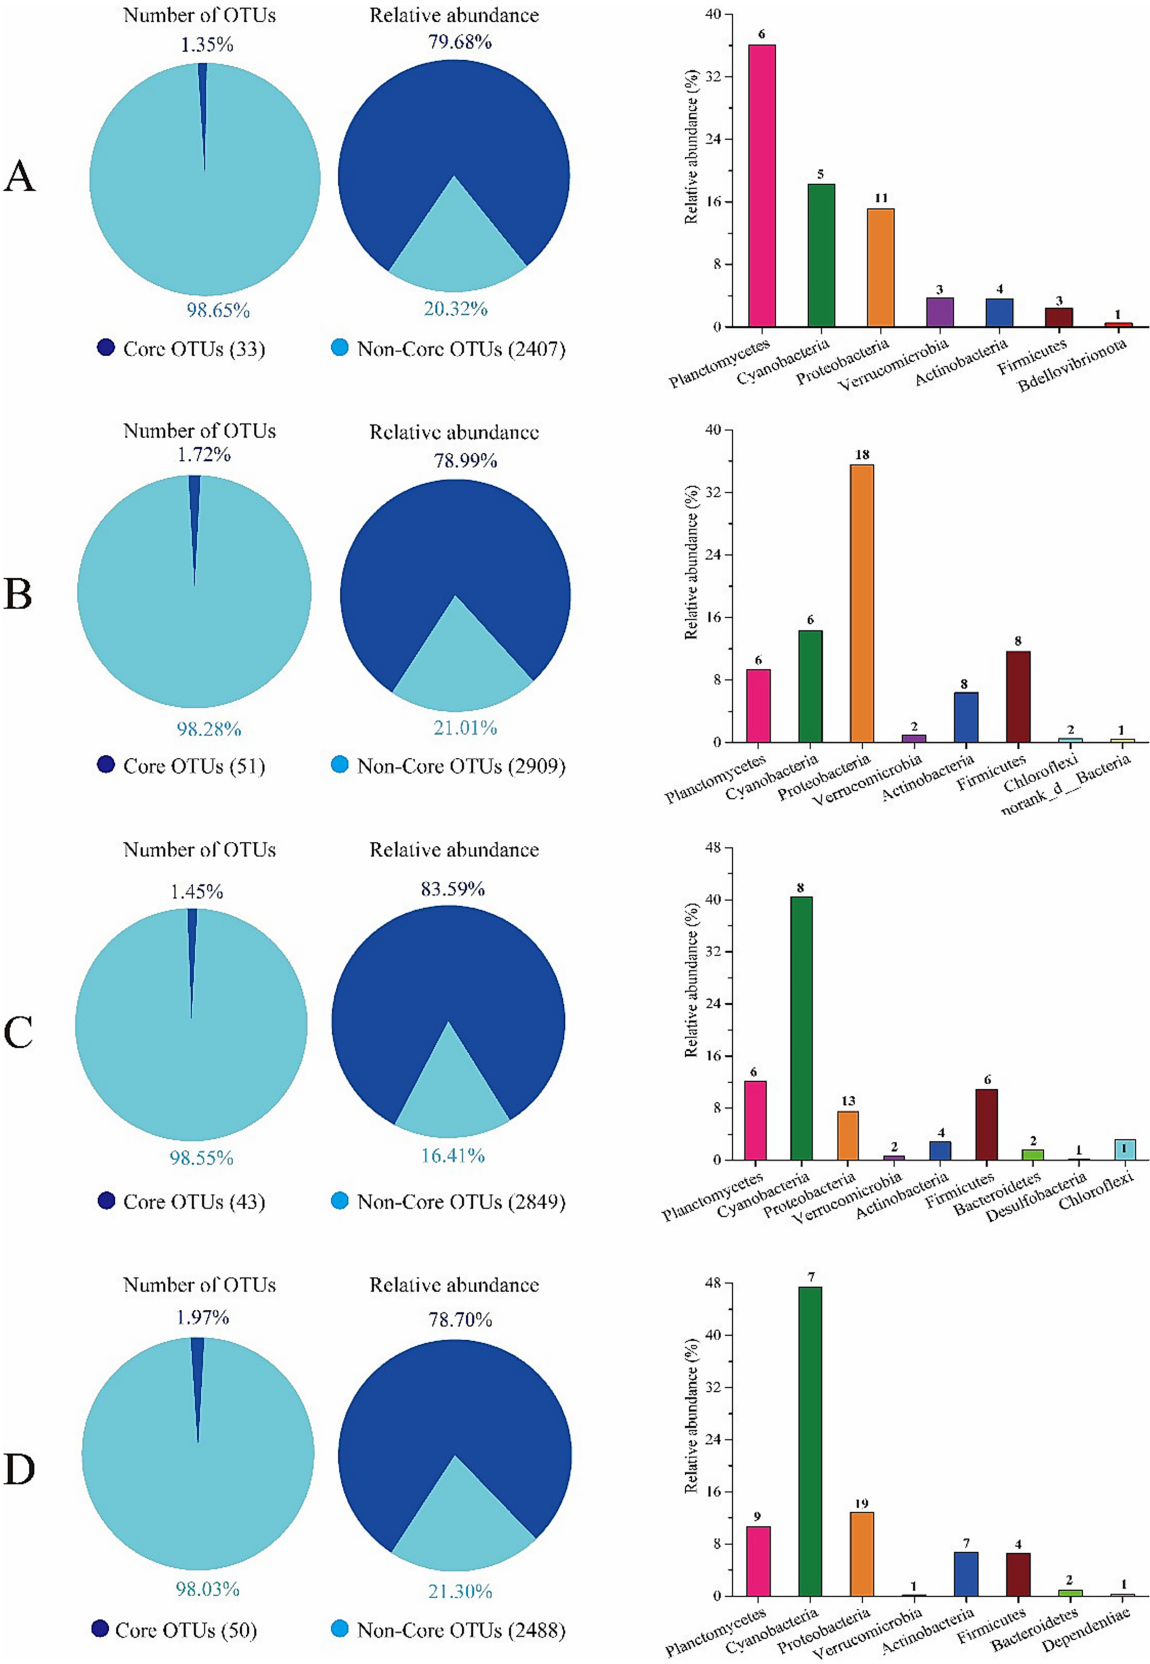 Number of OTUs
1.35%
98.65%
Relative abundance
79.68%
20.32%
A
Core OTUs (33)
Non-Core OTUs (2407)
Relative abundance (%)
40
32
24
16
8
0
6
5
11
3
4
3
1
Planctomycetes
Cyanobacteria
Proteobacteria
Verrucomicrobia
Actinobacteria
Firmicutes
Bdellovibrionota
Number of OTUs
1.72%
98.28%
Relative abundance
78.99%
21.01%
B
Core OTUs (51)
Non-Core OTUs (2909)
Relative abundance (%)
40
32
24
16
8
0
6
6
18
2
8
8
2
1
Planctomycetes
Cyanobacteria
Proteobacteria
Verrucomicrobia
Actinobacteria
Firmicutes
Chloroflexi
norank_d__Bacteria
Number of OTUs
1.45%
98.55%
Relative abundance
83.59%
16.41%
C
Core OTUs (43)
Non-Core OTUs (2849)
Relative abundance (%)
48
40
32
24
16
8
0
6
8
13
2
4
6
2
1
1
Planctomycetes
Cyanobacteria
Proteobacteria
Verrucomicrobia
Actinobacteria
Firmicutes
Bacteroidetes
Desulfobacteria
Chloroflexi
Number of OTUs
1.97%
98.03%
Relative abundance
78.70%
21.30%
D
Core OTUs (50)
Non-Core OTUs (2488)
Relative abundance (%)
48
40
32
24
16
8
0
9
7
19
1
7
4
2
1
Planctomycetes
Cyanobacteria
Proteobacteria
Verrucomicrobia
Actinobacteria
Firmicutes
Bacteroidetes
Dependentiae